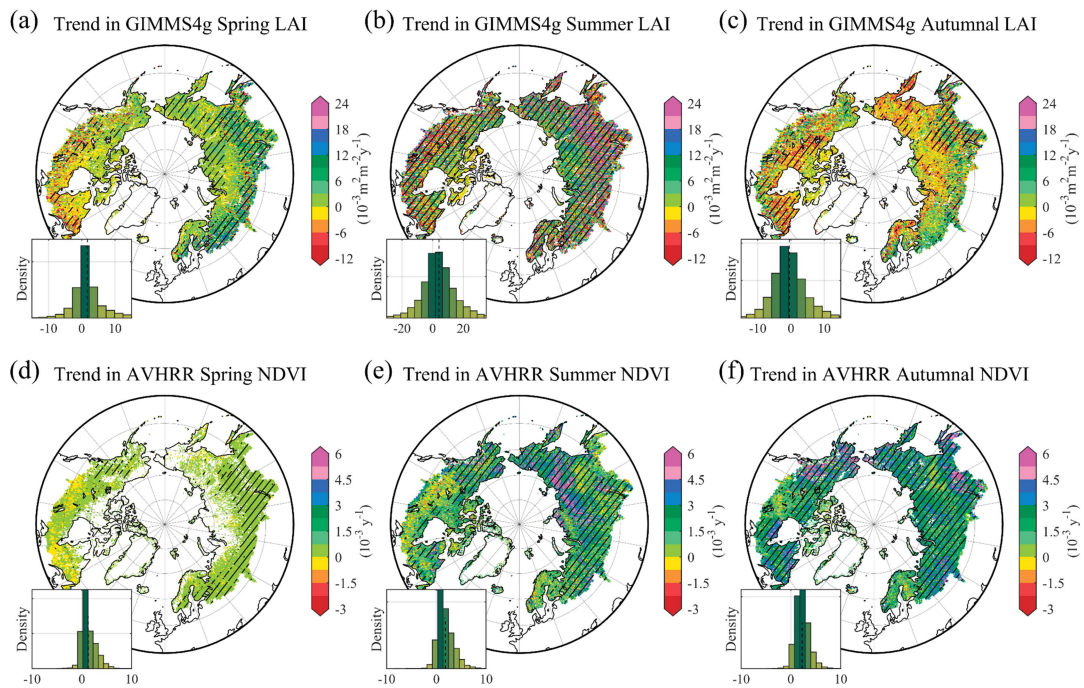 (a) Trend in GIMMS4g Spring LAI
24
18
12
6
0
-6
-12
(10⁻³ m² m⁻² y⁻¹)
Density
-10 0 10
(b) Trend in GIMMS4g Summer LAI
24
18
12
6
0
-6
-12
(10⁻³ m² m⁻² y⁻¹)
Density
-20 0 20
(c) Trend in GIMMS4g Autumnal LAI
24
18
12
6
0
-6
-12
(10⁻³ m² m⁻² y⁻¹)
Density
-10 0 10
(d) Trend in AVHRR Spring NDVI
6
4.5
3
1.5
0
-1.5
-3
(10⁻³ y⁻¹)
Density
-10 0 10
(e) Trend in AVHRR Summer NDVI
6
4.5
3
1.5
0
-1.5
-3
(10⁻³ y⁻¹)
Density
-10 0 10
(f) Trend in AVHRR Autumnal NDVI
6
4.5
3
1.5
0
-1.5
-3
(10⁻³ y⁻¹)
Density
-10 0 10